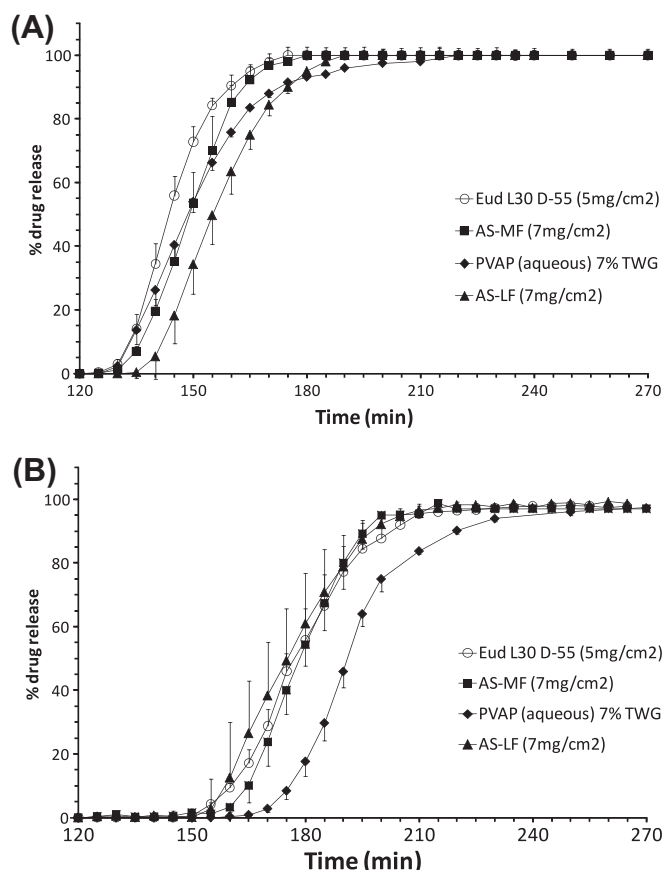 (A)
100
80
60
40
20
0
% drug release
Eud L30 D-55 (5mg/cm2)
AS-MF (7mg/cm2)
PVAP (aqueous) 7% TWG
AS-LF (7mg/cm2)
120 150 180 210 240 270
Time (min)
(B)
100
80
60
40
20
0
% drug release
Eud L30 D-55 (5mg/cm2)
AS-MF (7mg/cm2)
PVAP (aqueous) 7% TWG
AS-LF (7mg/cm2)
120 150 180 210 240 270
Time (min)